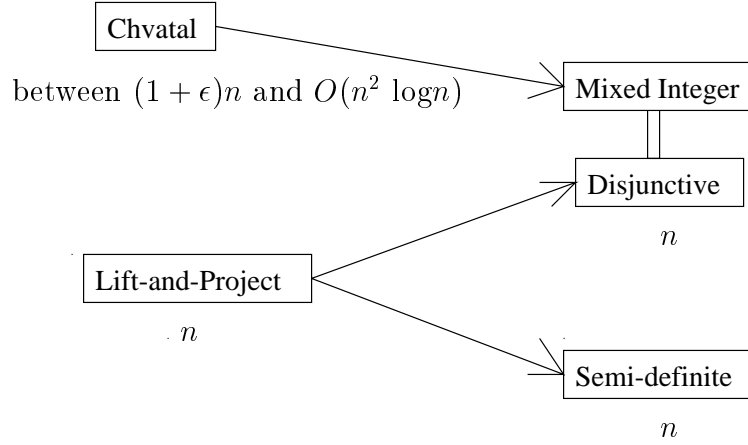 Chvatal
between (1 + ϵ)n and O(n² logn)
Mixed Integer
Disjunctive
n
Lift-and-Project
n
Semi-definite
n